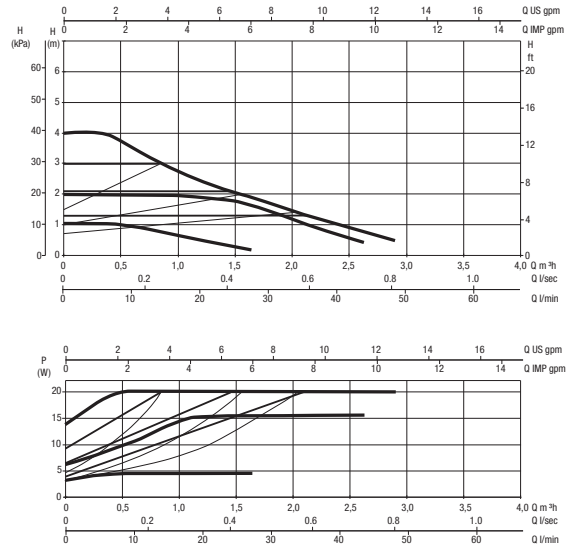 0 2 4 6 8 10 12 14 16 Q US gpm
0 2 4 6 8 10 12 14 Q IMP gpm
H (kPa)
H (m)
H ft
60 6 20
50 5 16
40 4 12
30 3
20 2 8
10 1 4
0 0 0
0 0,5 1,0 1,5 2,0 2,5 3,0 3,5 4,0 Q m³h
0 0.2 0.4 0.6 0.8 1.0 Q l/sec
0 10 20 30 40 50 60 Q l/min
0 2 4 6 8 10 12 14 16 Q US gpm
0 2 4 6 8 10 12 14 Q IMP gpm
P (W)
20
15
10
5
0
0 0,5 1,0 1,5 2,0 2,5 3,0 3,5 4,0 Q m³h
0 0.2 0.4 0.6 0.8 1.0 Q l/sec
0 10 20 30 40 50 60 Q l/min